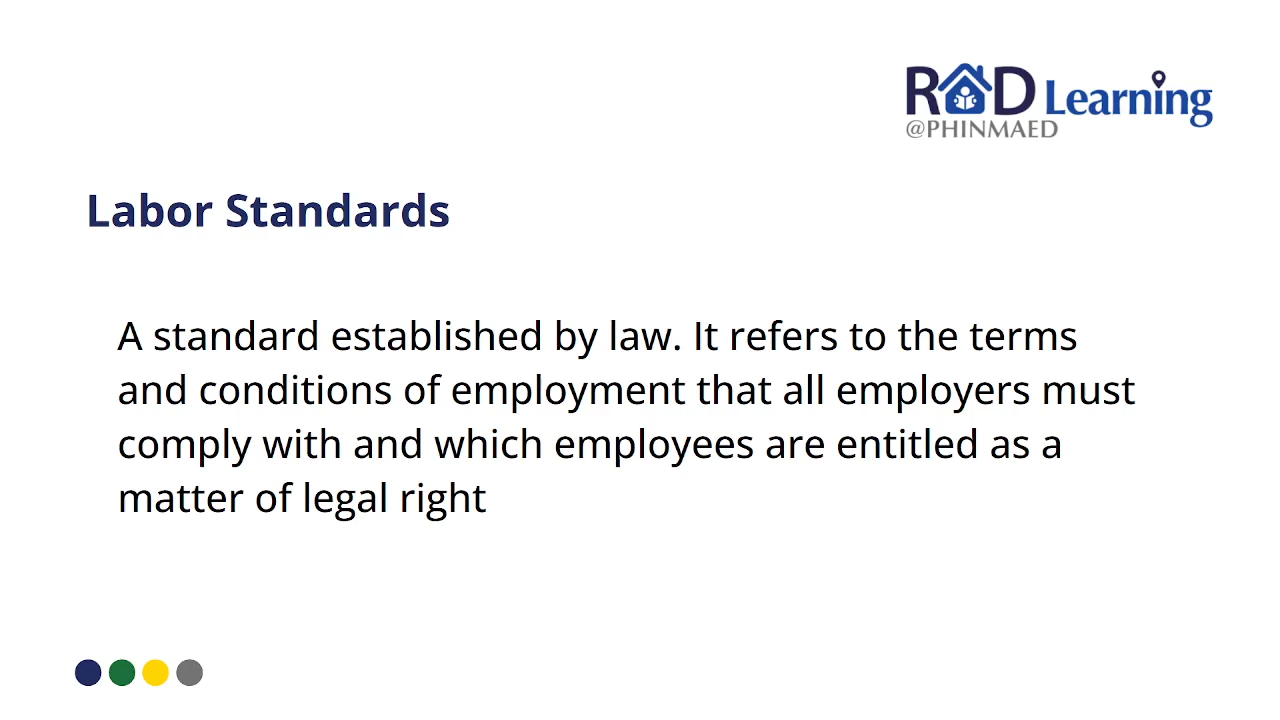 RAD Learning
@PHINMAED
Labor Standards
A standard established by law. It refers to the terms
and conditions of employment that all employers must
comply with and which employees are entitled as a
matter of legal right